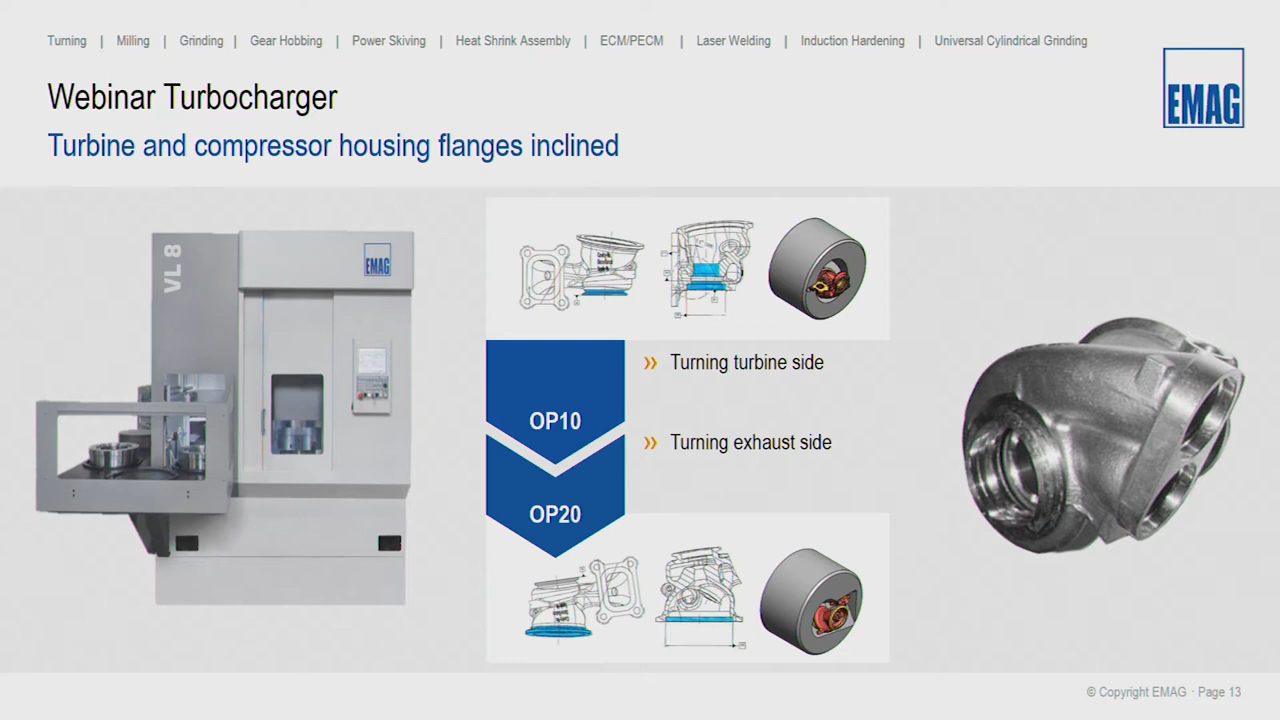 Turning | Milling | Grinding | Gear Hobbing | Power Skiving | Heat Shrink Assembly | ECM/PECM | Laser Welding | Induction Hardening | Universal Cylindrical Grinding
Webinar Turbocharger
Turbine and compressor housing flanges inclined
EMAG
VL 8
EMAG
Turning turbine side
OP10
Turning exhaust side
OP20
© Copyright EMAG · Page 13